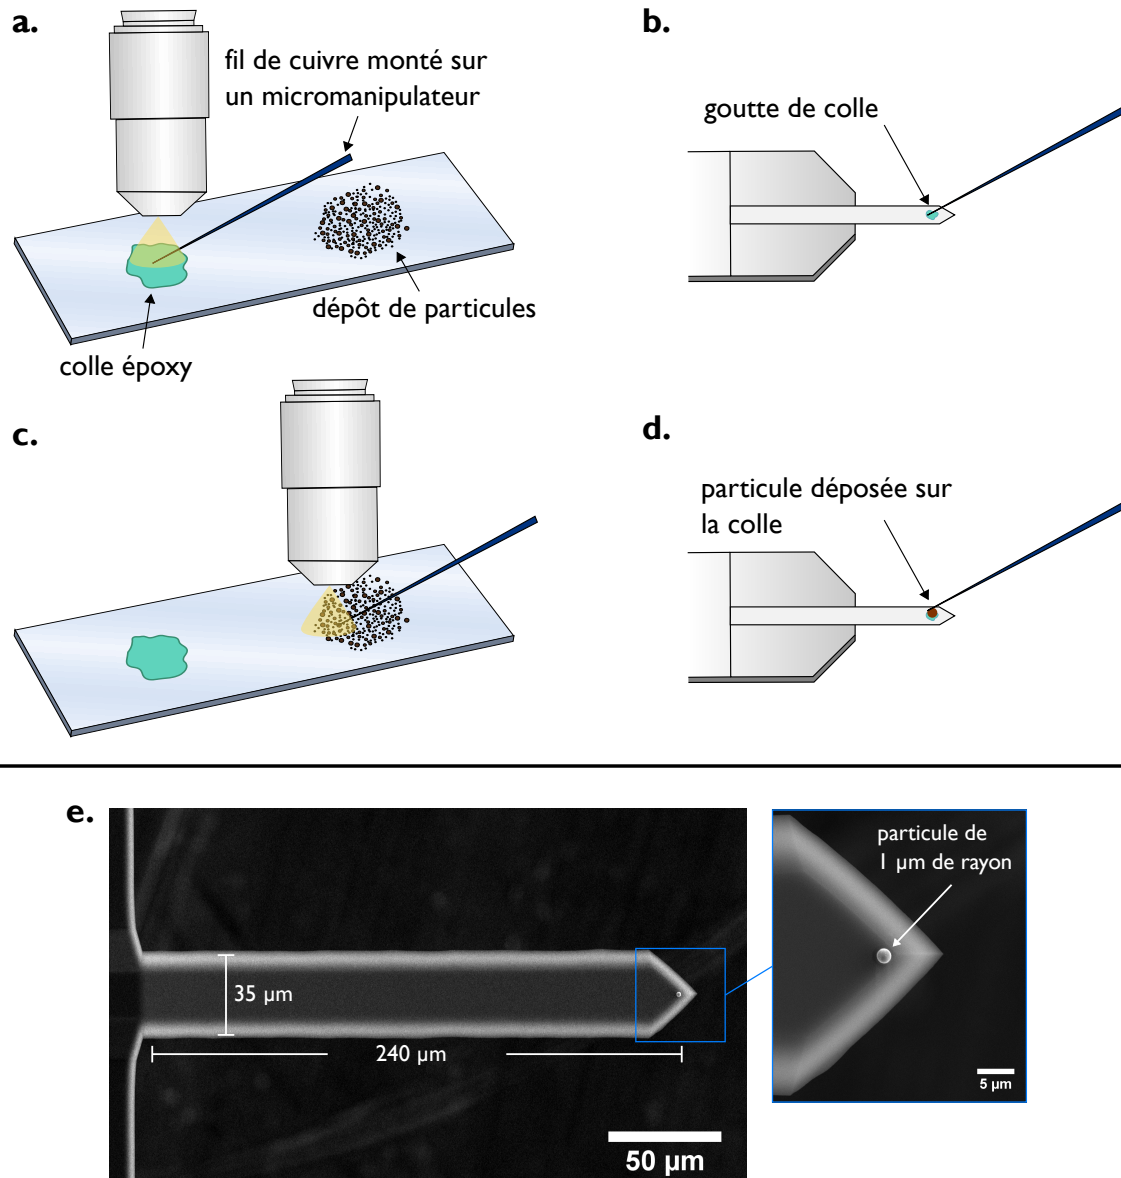 a.
fil de cuivre monté sur
un micromanipulateur
dépôt de particules
colle époxy
b.
goutte de colle
c.
d.
particule déposée sur
la colle
e.
35 µm
240 µm
50 µm
particule de
1 µm de rayon
5 µm